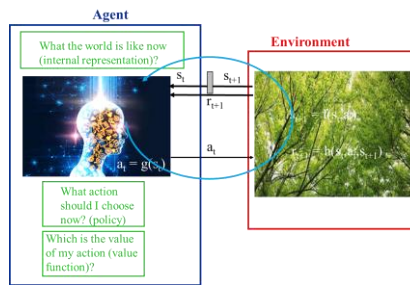 Agent
What the world is like now
(internal representation)?
Environment
s_t
s_t+1
r_t+1
a_t = g(s_t)
a_t
What action
should I choose
now? (policy)
Which is the value
of my action (value
function)?